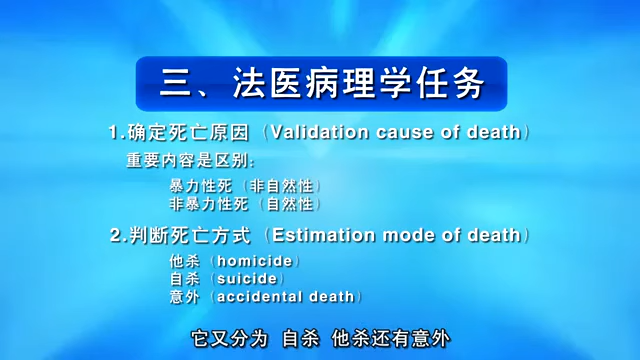 三、法医病理学任务
1.确定死亡原因（Validation cause of death）
重要内容是区别：
暴力性死（非自然性）
非暴力性死（自然性）
2.判断死亡方式（Estimation mode of death）
他杀（homicide）
自杀（suicide）
意外（accidental death）
它又分为 自杀 他杀还有意外